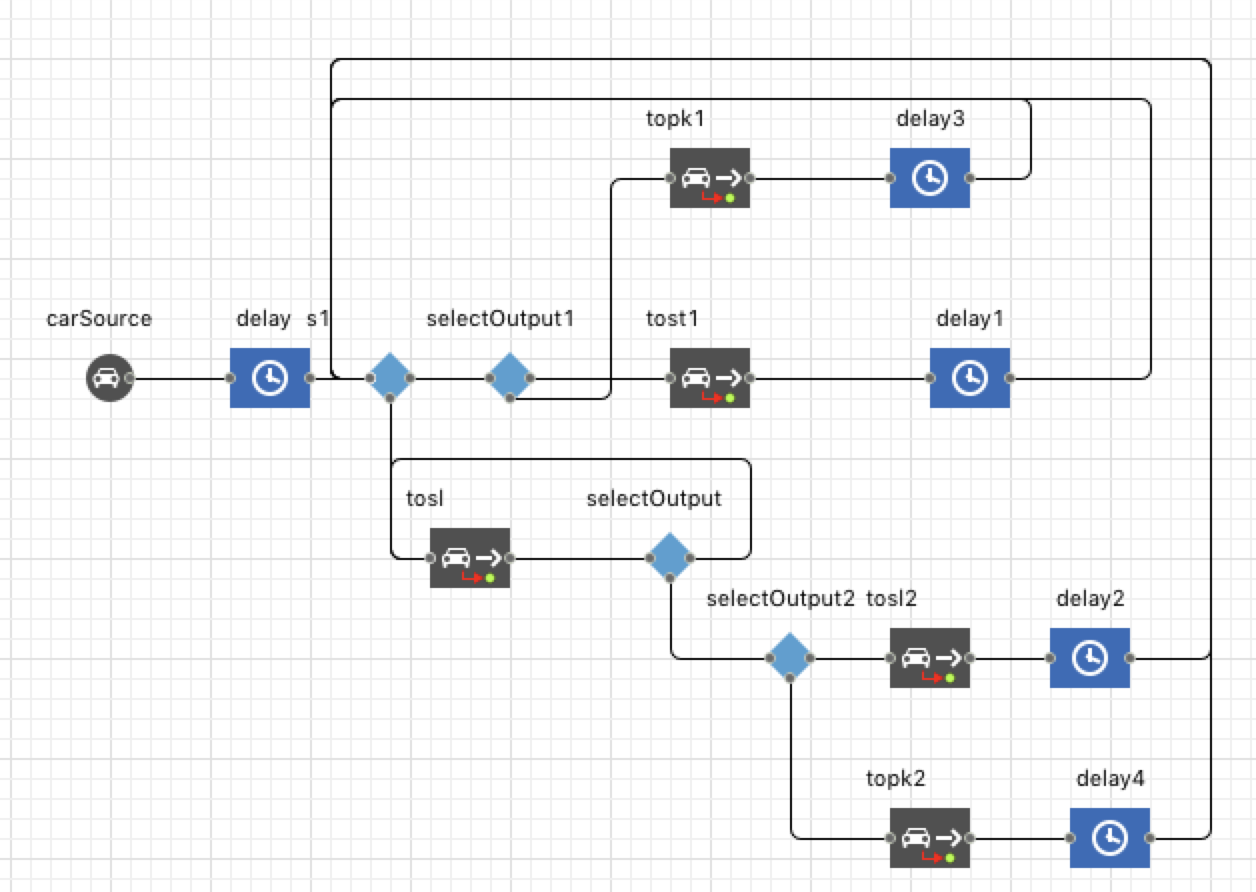 topk1
delay3
carSource
delay
s1
selectOutput1
tost1
delay1
tosl
selectOutput
selectOutput2
tosl2
delay2
topk2
delay4